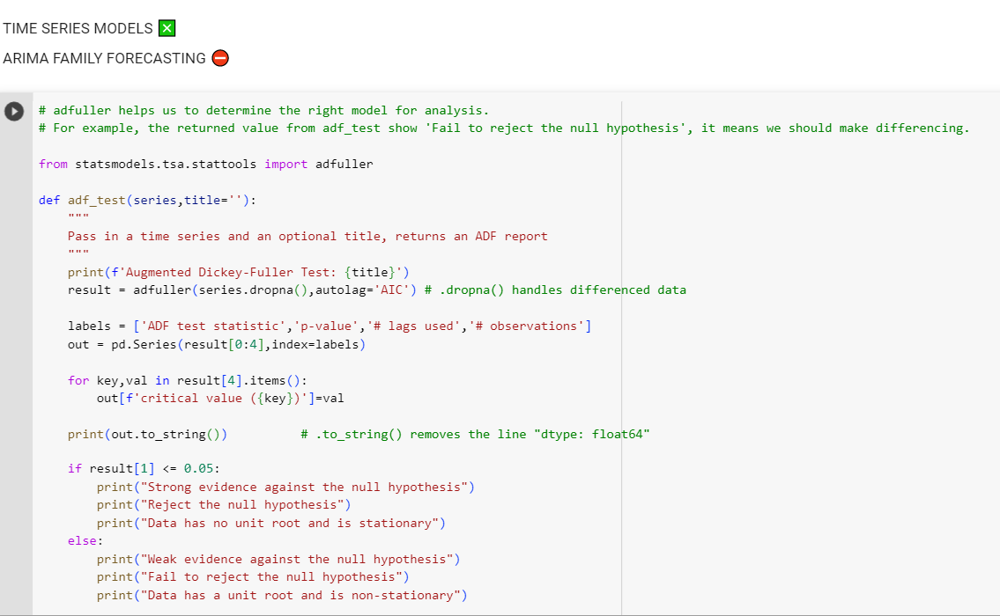 TIME SERIES MODELS ❎
ARIMA FAMILY FORECASTING ⛔
# adfuller helps us to determine the right model for analysis.
# For example, the returned value from adf_test show 'Fail to reject the null hypothesis', it means we should make differencing.
from statsmodels.tsa.stattools import adfuller
def adf_test(series,title=''):
    """
    Pass in a time series and an optional title, returns an ADF report
    """
    print(f'Augmented Dickey-Fuller Test: {title}')
    result = adfuller(series.dropna(),autolag='AIC') # .dropna() handles differenced data
    labels = ['ADF test statistic','p-value','# lags used','# observations']
    out = pd.Series(result[0:4],index=labels)
    for key,val in result[4].items():
        out[f'critical value ({key})']=val
    print(out.to_string())          # .to_string() removes the line "dtype: float64"
    if result[1] <= 0.05:
        print("Strong evidence against the null hypothesis")
        print("Reject the null hypothesis")
        print("Data has no unit root and is stationary")
    else:
        print("Weak evidence against the null hypothesis")
        print("Fail to reject the null hypothesis")
        print("Data has a unit root and is non-stationary")